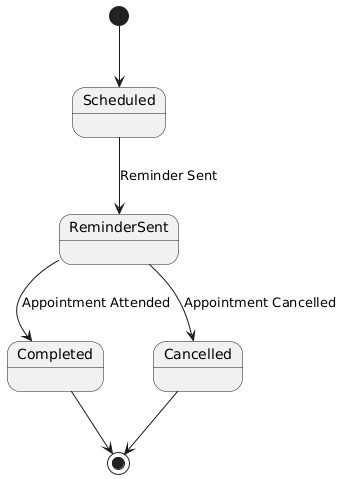 Scheduled
Reminder Sent
ReminderSent
Appointment Attended
Appointment Cancelled
Completed
Cancelled